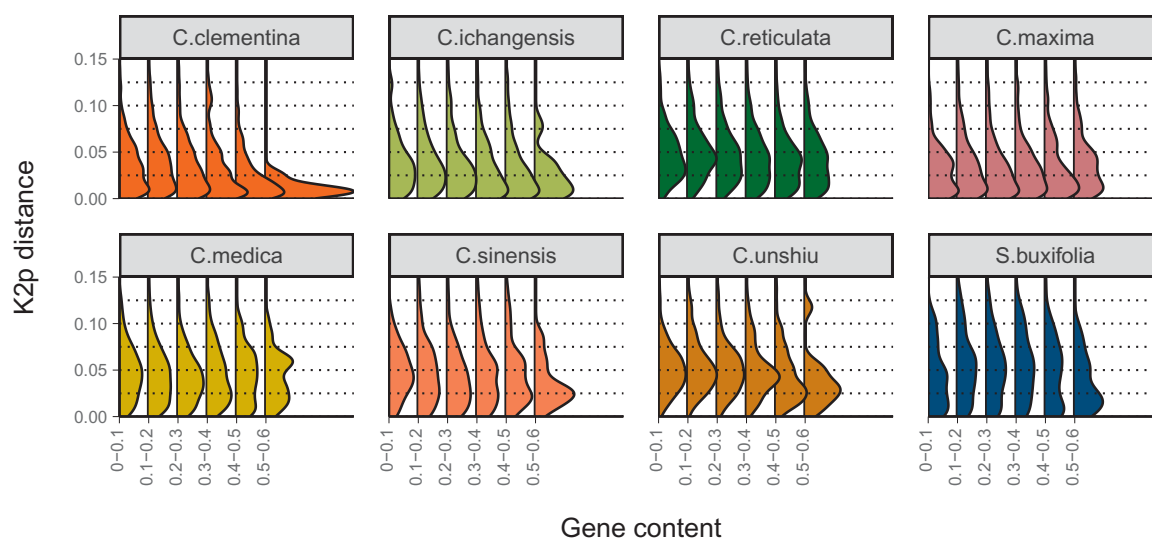 C.clementina C.ichangensis C.reticulata C.maxima
0.15
0.10
0.05
0.00
K2p distance
C.medica C.sinensis C.unshiu S.buxifolia
0.15
0.10
0.05
0.00
0−0.1 0.1−0.2 0.2−0.3 0.3−0.4 0.4−0.5 0.5−0.6 0−0.1 0.1−0.2 0.2−0.3 0.3−0.4 0.4−0.5 0.5−0.6 0−0.1 0.1−0.2 0.2−0.3 0.3−0.4 0.4−0.5 0.5−0.6 0−0.1 0.1−0.2 0.2−0.3 0.3−0.4 0.4−0.5 0.5−0.6
Gene content